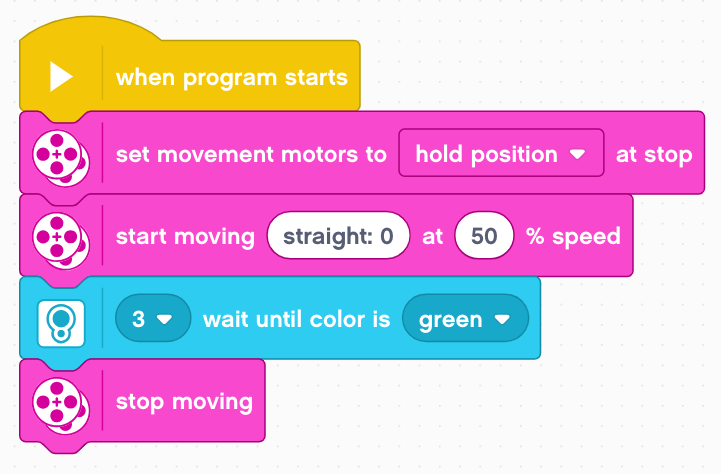 when program starts
set movement motors to hold position at stop
start moving straight: 0 at 50 % speed
3 wait until color is green
stop moving